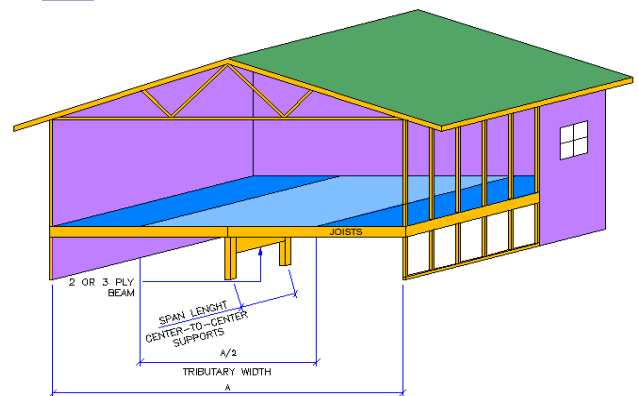 JOISTS
2 OR 3 PLY
BEAM
SPAN LENGHT
CENTER-TO-CENTER
SUPPORTS
A/2
TRIBUTARY WIDTH
A